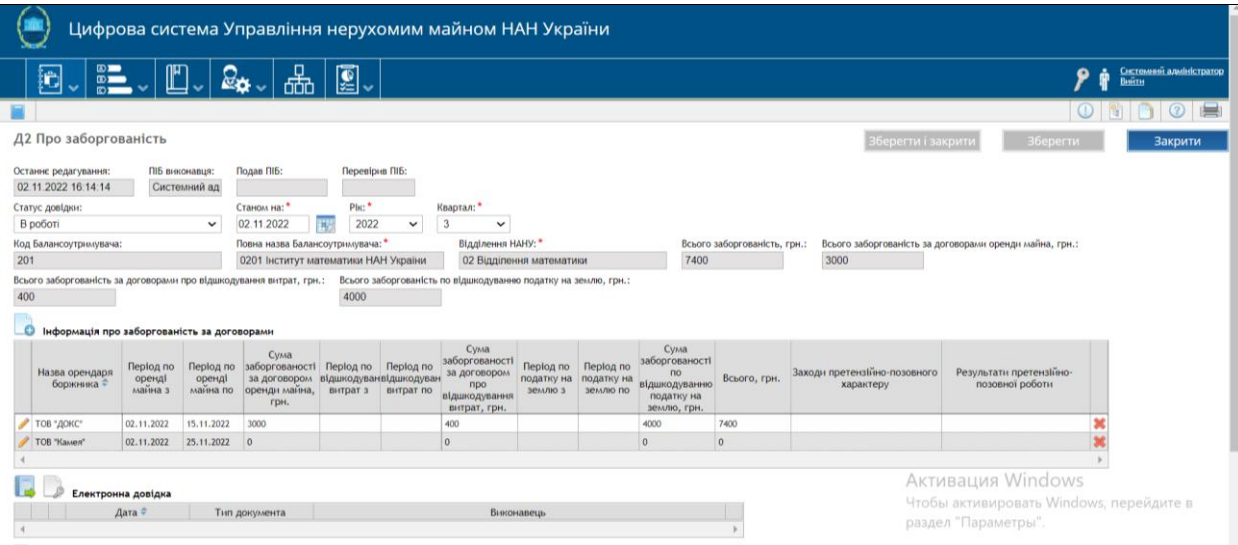 Цифрова система Управління нерухомим майном НАН України
Системний адміністратор
Вийти
Д2 Про заборгованість
Зберегти і закрити
Зберегти
Закрити
Останнє редагування:
ПІБ виконавця:
Подав ПІБ:
Перевірив ПІБ:
02.11.2022 16:14:14
Системний ад
Статус довідки:
Станом на: *
Рік: *
Квартал: *
В роботі
02.11.2022
2022
3
Код Балансоутримувача:
Повна назва Балансоутримувача: *
Відділення НАНУ: *
Всього заборгованість, грн.:
Всього заборгованість за договорами оренди майна, грн.:
201
0201 Інститут математики НАН України
02 Відділення математики
7400
3000
Всього заборгованість за договорами про відшкодування витрат, грн.:
Всього заборгованість по відшкодуванню податку на землю, грн.:
400
4000
Інформація про заборгованість за договорами
Назва орендаря боржника
Період по оренді майна з
Період по оренді майна по
Сума заборгованості за договором оренди майна, грн.
Період по відшкодуван витрат з
Період по відшкодуван витрат по
Сума заборгованості за договором про відшкодування витрат, грн.
Період по податку на землю з
Період по податку на землю по
Сума заборгованості по відшкодуванню податку на землю, грн.
Всього, грн.
Заходи претензійно-позовного характеру
Результати претензійно-позовної роботи
ТОВ "ДОКС" 02.11.2022 15.11.2022 3000 400 4000 7400
ТОВ "Камея" 02.11.2022 25.11.2022 0 0 0 0
Електронна довідка
Дата
Тип документа
Виконавець
Активация Windows
Чтобы активировать Windows, перейдите в
раздел "Параметры".